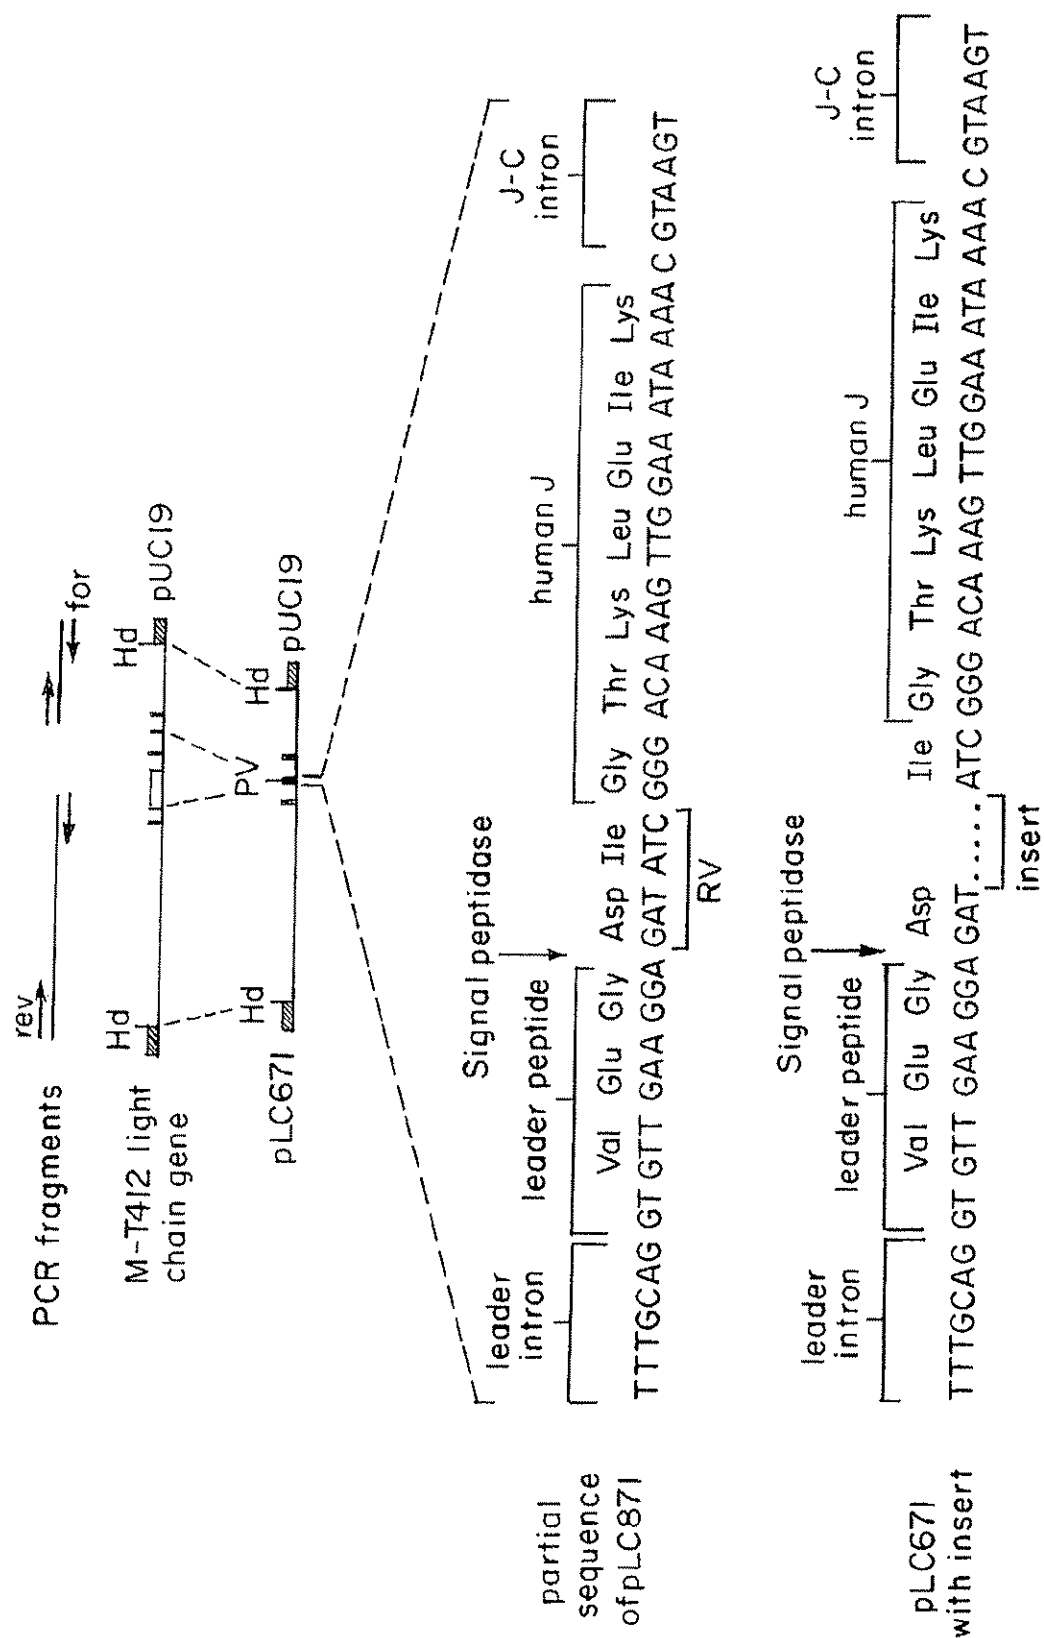 PCR fragments
rev
for
M-T412 light
chain gene
Hd
Hd
pUC19
PV
pLC671
Hd
Hd
pUC19
Signal peptidase
leader
intron
leader peptide
human J
J-C
intron
Val Glu Gly Asp Ile Gly Thr Lys Leu Glu Ile Lys
TTTGCAG GT GTT GAA GGA GAT ATC GGG ACA AAG TTG GAA ATA AAA C GTAAGT
RV
partial
sequence
of pLC871
Signal peptidase
leader
intron
leader peptide
human J
J-C
intron
Val Glu Gly Asp Ile Gly Thr Lys Leu Glu Ile Lys
TTTGCAG GT GTT GAA GGA GAT.....ATC GGG ACA AAG TTG GAA ATA AAA C GTAAGT
insert
pLC671
with insert